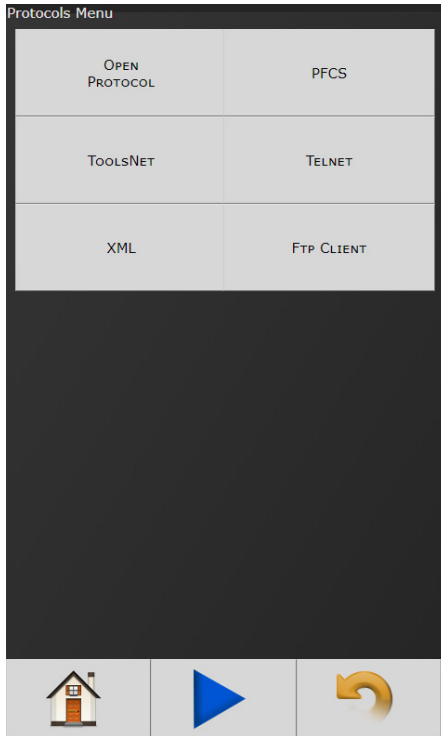 Protocols Menu
Open
Protocol
PFCS
ToolsNet
Telnet
XML
Ftp Client